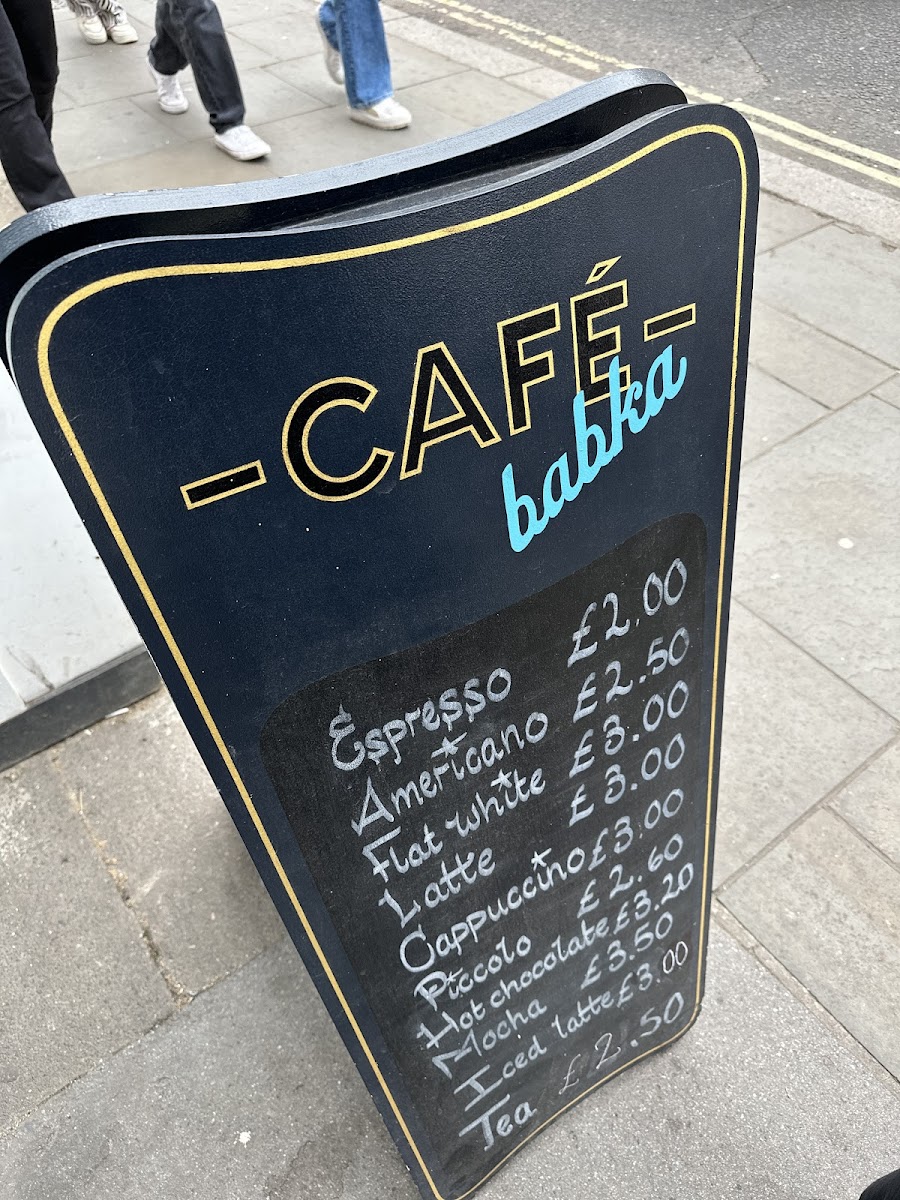 -CAFÉ-
babka
Espresso £2.00
Americano £2.50
Flat white £3.00
Latte £3.00
Cappuccino £3.00
Piccolo £2.60
Hot chocolate £3.20
Mocha £3.50
Iced latte £3.00
Tea £2.50